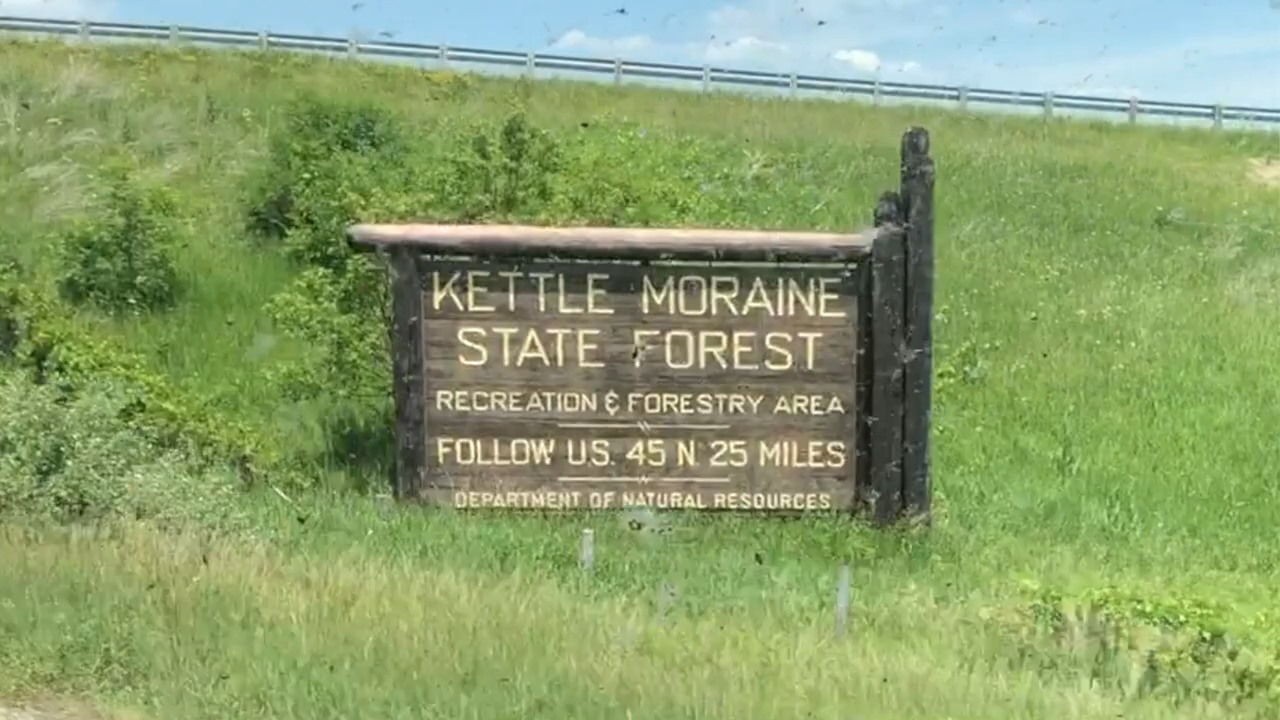 KETTLE MORAINE
STATE FOREST
RECREATION & FORESTRY AREA
FOLLOW U.S. 45 N. 25 MILES
DEPARTMENT OF NATURAL RESOURCES